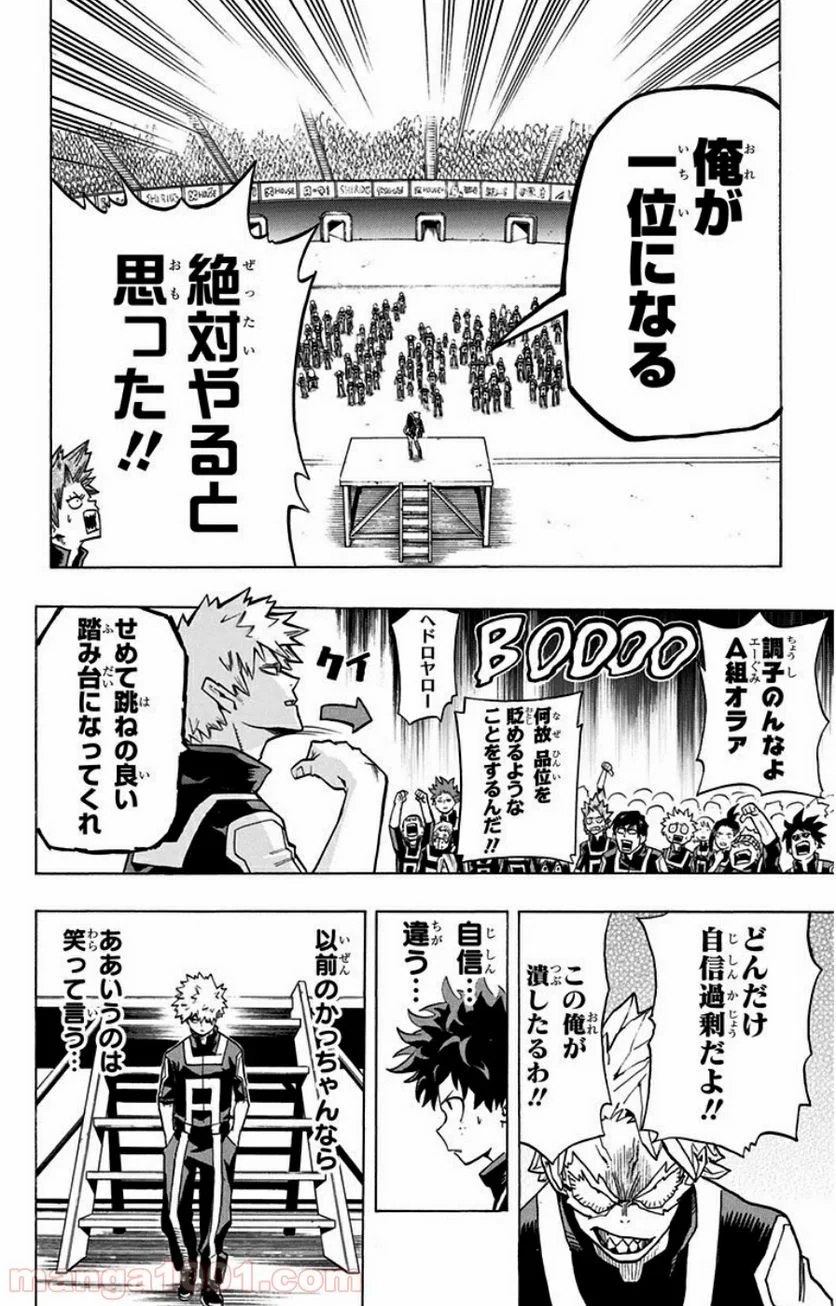 俺が
一位になる
絶対やると
思った!!
SHERIDO
HOUSE
調子のんなよ
A組オラァ
BOOOO
何故品位を
貶めるような
ことをするんだ!!
ヘドロヤロー
クイ
せめて跳ねの良い
踏み台になってくれ
どんだけ
自信過剰だよ!!
この俺が
潰したるわ!!
自信…
違う…
以前のかっちゃんなら
ああいうのは
笑って言う…
manga1001.com